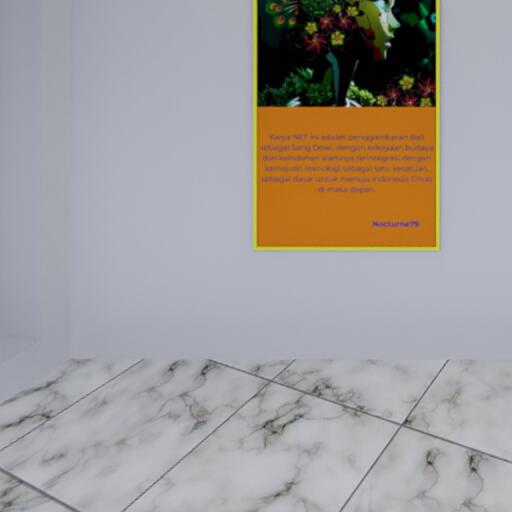 Karya NFT ini adalah penggambaran Bali
sebagai Sang Dewi, dengan kekayaan budaya
dan keindahan alamnya terintegrasi dengan
kemajuan teknologi sebagai satu kesatuan,
sebagai dasar untuk menuju Indonesia Emas
di masa depan.
Nocturne79